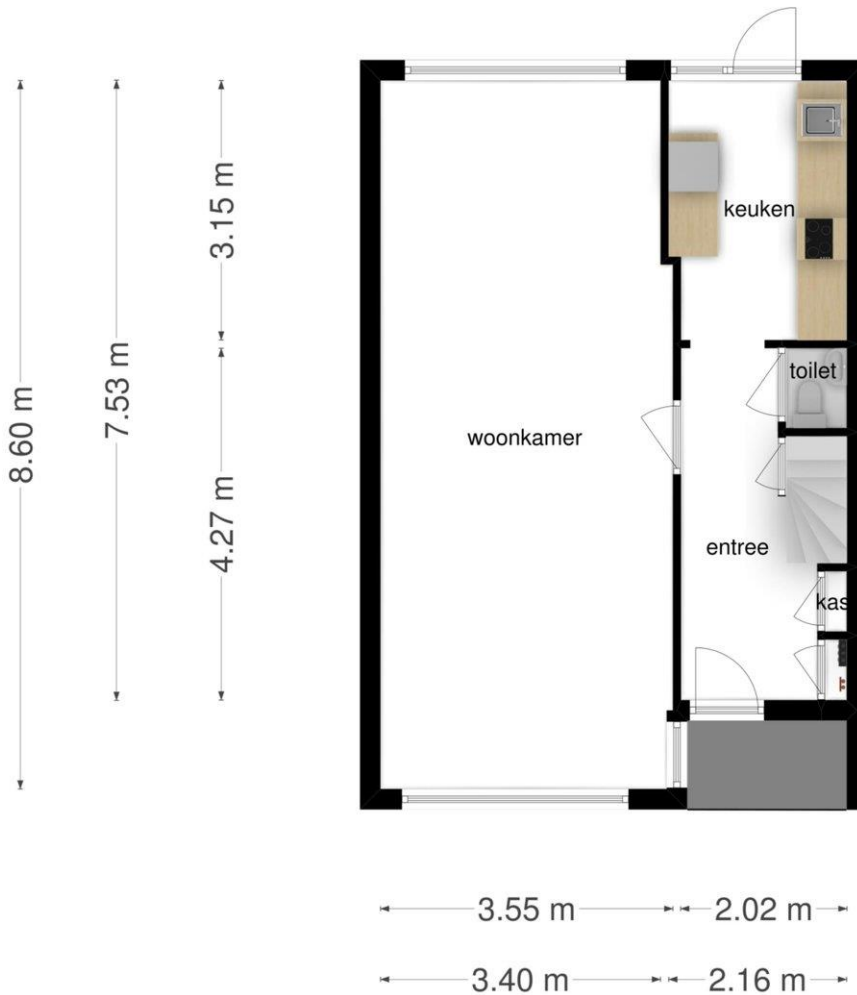 3.15 m
keuken
7.53 m
toilet
8.60 m
woonkamer
4.27 m
entree
kas
3.55 m
2.02 m
3.40 m
2.16 m